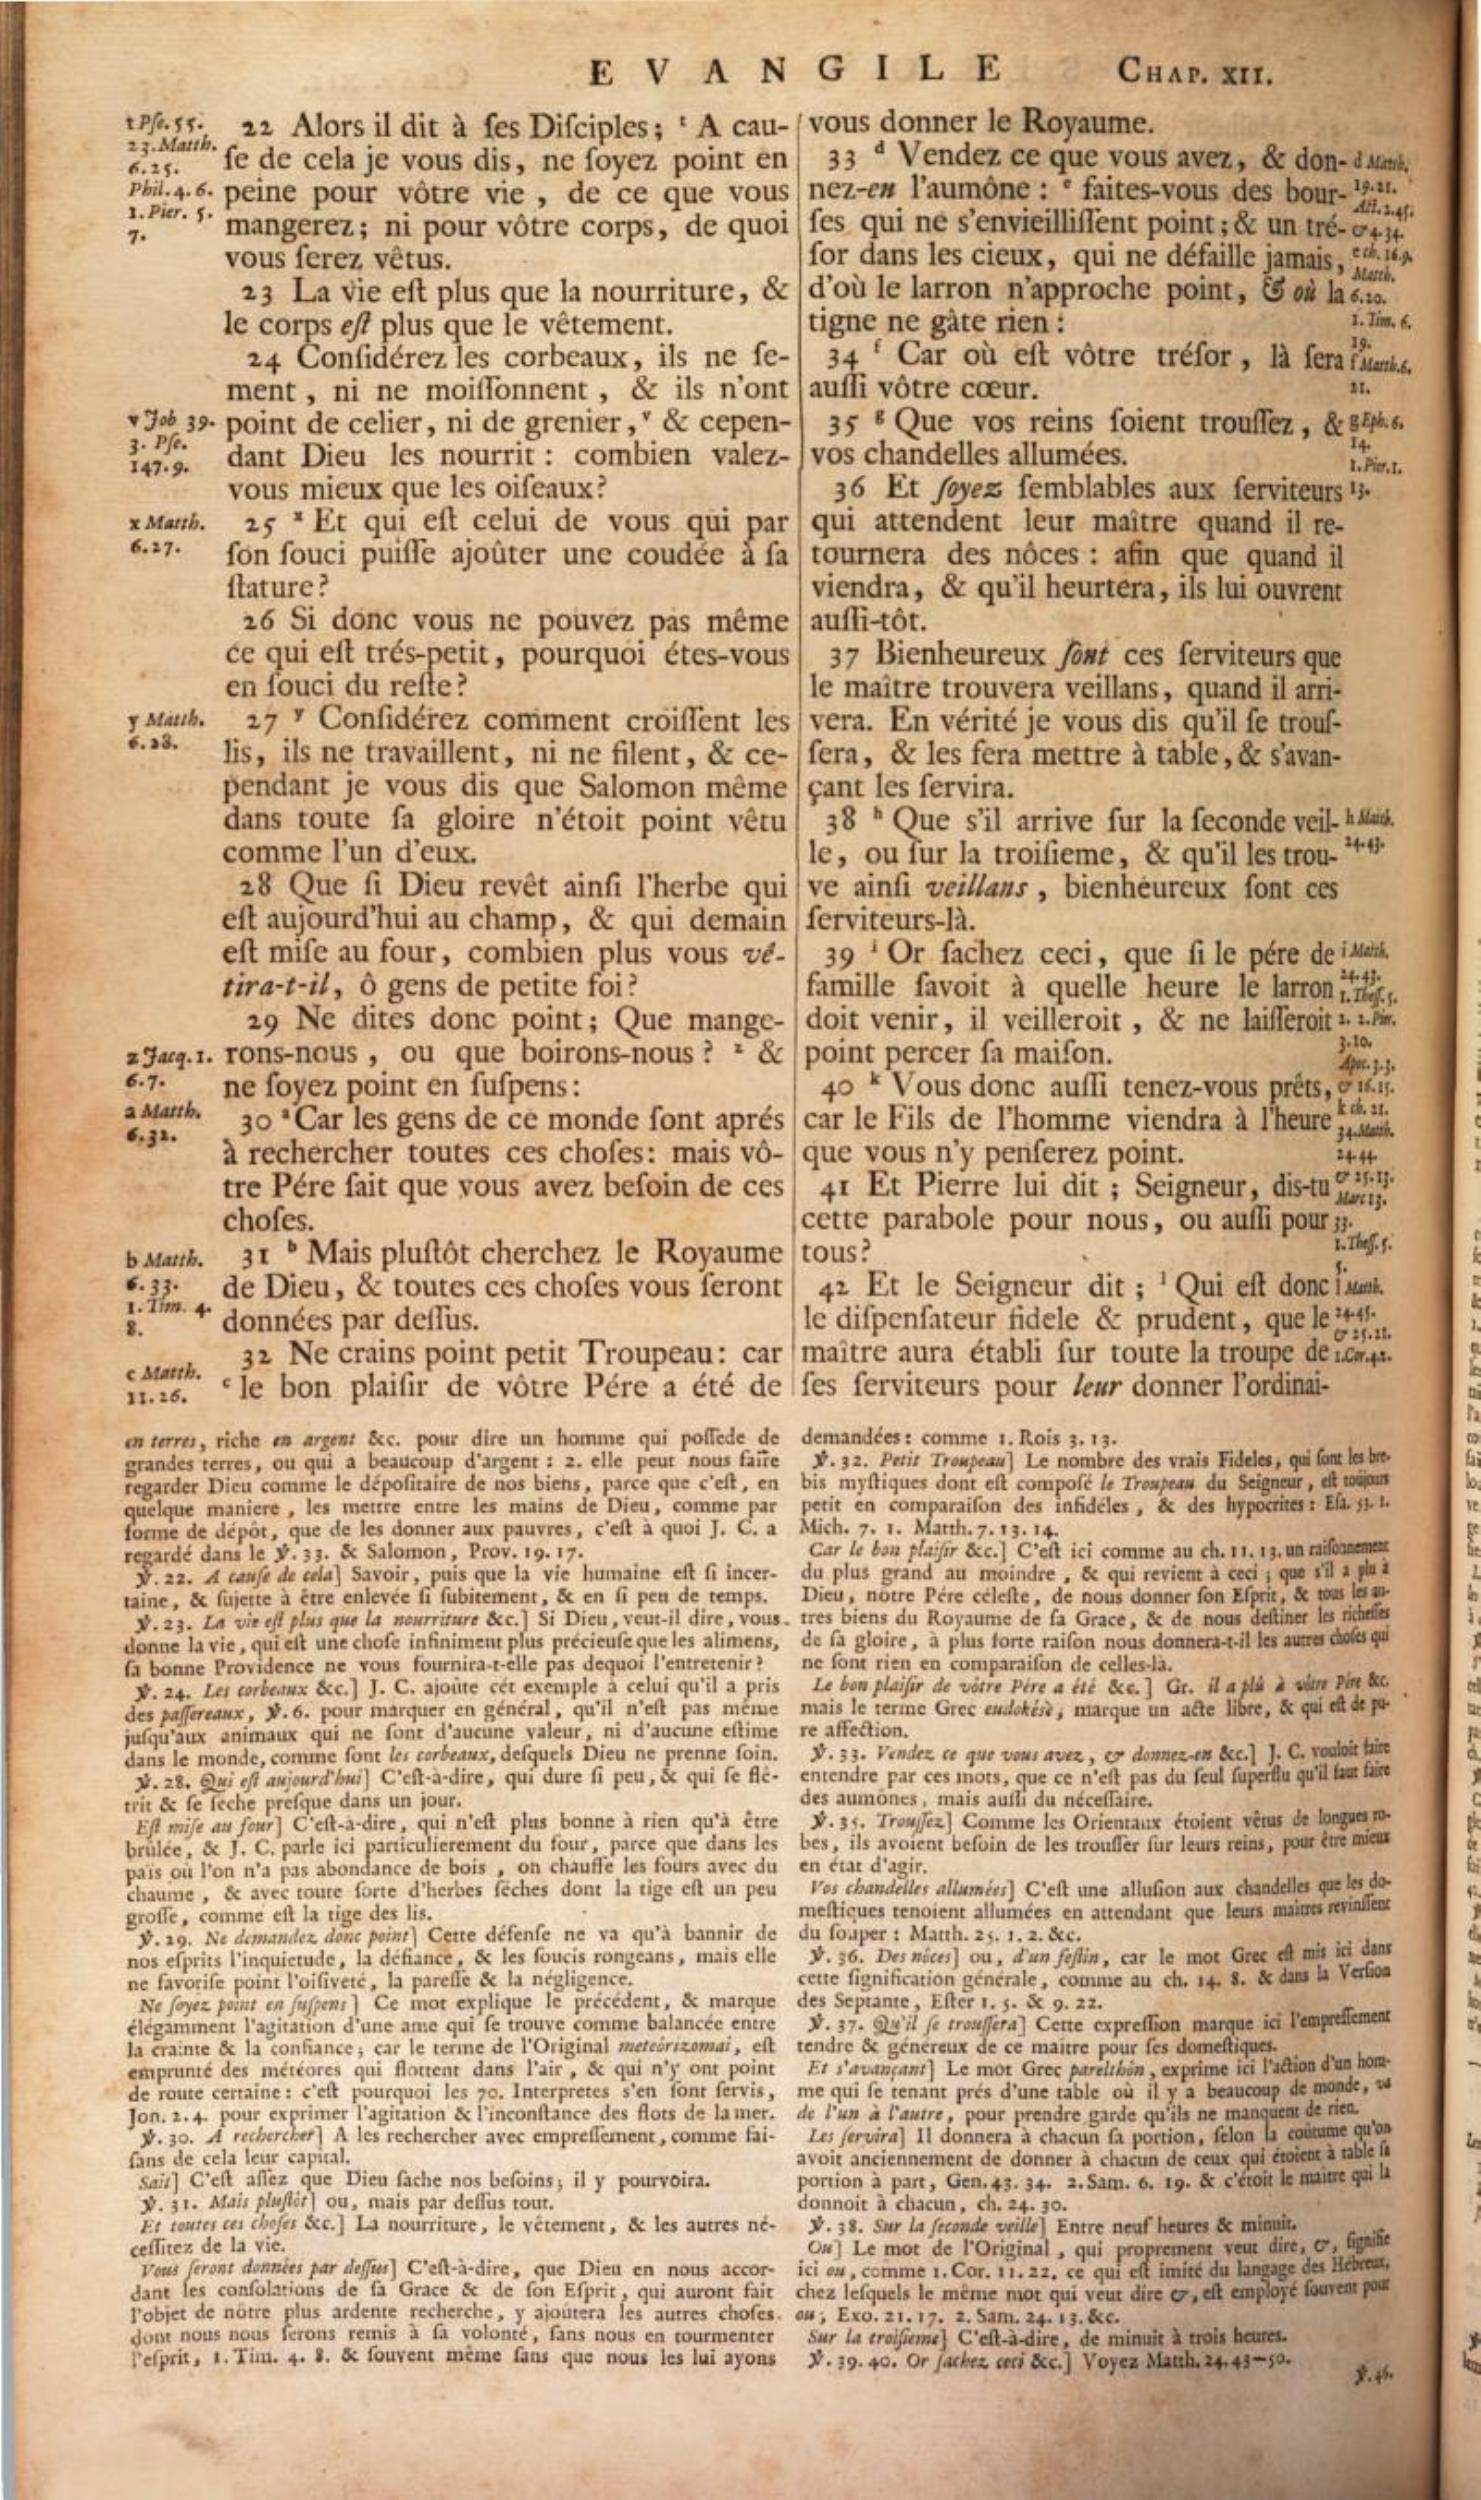 EVANGILE CHAP. XII.
t Pſe. 55.
23. Matth.
6. 25.
Phil. 4. 6.
1. Pier. 5.
7.
22 Alors il dit à ſes Diſciples; ᵗ A cau-
ſe de cela je vous dis, ne ſoyez point en
peine pour vôtre vie, de ce que vous
mangerez; ni pour vôtre corps, de quoi
vous ſerez vêtus.
23 La vie eſt plus que la nourriture, &
le corps eſt plus que le vêtement.
24 Conſidérez les corbeaux, ils ne ſe-
ment, ni ne moiſſonnent, & ils n'ont
v Job 39.
3. Pſe.
147. 9.
point de celier, ni de grenier, ᵛ & cepen-
dant Dieu les nourrit: combien valez-
vous mieux que les oiſeaux?
x Matth.
6. 27.
25 ˣ Et qui eſt celui de vous qui par
ſon ſouci puiſſe ajoûter une coudée à ſa
ſtature?
26 Si donc vous ne pouvez pas même
ce qui eſt trés-petit, pourquoi étes-vous
en ſouci du reſte?
y Matth.
6. 28.
27 ʸ Conſidérez comment croiſſent les
lis, ils ne travaillent, ni ne filent, & ce-
pendant je vous dis que Salomon même
dans toute ſa gloire n'étoit point vêtu
comme l'un d'eux.
28 Que ſi Dieu revêt ainſi l'herbe qui
eſt aujourd'hui au champ, & qui demain
eſt miſe au four, combien plus vous vê-
tira-t-il, ô gens de petite foi?
29 Ne dites donc point; Que mange-
z Jacq. 1.
6. 7.
rons-nous, ou que boirons-nous? ᶻ &
ne ſoyez point en ſuſpens:
a Matth.
6. 32.
30 ᵃ Car les gens de ce monde ſont aprés
à rechercher toutes ces choſes: mais vô-
tre Pére ſait que vous avez beſoin de ces
choſes.
b Matth.
6. 33.
1. Tim. 4.
8.
31 ᵇ Mais pluſtôt cherchez le Royaume
de Dieu, & toutes ces choſes vous ſeront
données par deſſus.
c Matth.
11. 26.
32 Ne crains point petit Troupeau: car
ᶜ le bon plaiſir de vôtre Pére a été de
vous donner le Royaume.
33 ᵈ Vendez ce que vous avez, & don-
nez-en l'aumône: ᵉ faites-vous des bour-
ſes qui ne s'envieilliſſent point; & un tré-
ſor dans les cieux, qui ne défaille jamais,
d'où le larron n'approche point, & où la
tigne ne gâte rien:
d Matth.
19. 21.
Act. 2. 45.
& 4. 34.
e ch. 16. 9.
Matth.
6. 20.
1. Tim. 6.
19.
34 ᶠ Car où eſt vôtre tréſor, là ſera
auſſi vôtre cœur.
f Matth. 6.
21.
35 ᵍ Que vos reins ſoient trouſſez, &
vos chandelles allumées.
g Eph. 6.
14.
1. Pier. 1.
13.
36 Et ſoyez ſemblables aux ſerviteurs
qui attendent leur maître quand il re-
tournera des nôces: afin que quand il
viendra, & qu'il heurtera, ils lui ouvrent
auſſi-tôt.
37 Bienheureux ſont ces ſerviteurs que
le maître trouvera veillans, quand il arri-
vera. En vérité je vous dis qu'il ſe trouſ-
ſera, & les fera mettre à table, & s'avan-
çant les ſervira.
38 ʰ Que s'il arrive ſur la ſeconde veil-
le, ou ſur la troiſieme, & qu'il les trou-
ve ainſi veillans, bienheureux ſont ces
ſerviteurs-là.
h Matth.
24. 43.
39 ⁱ Or ſachez ceci, que ſi le pére de
famille ſavoit à quelle heure le larron
doit venir, il veilleroit, & ne laiſſeroit
point percer ſa maiſon.
i Matth.
24. 43.
1. Theſſ. 5.
2. 2. Pier.
3. 10.
Apoc. 3. 3.
& 16. 15.
40 ᵏ Vous donc auſſi tenez-vous prêts,
car le Fils de l'homme viendra à l'heure
que vous n'y penſerez point.
k ch. 21.
34. Matth.
24. 44
& 25. 13.
Marc 13.
33.
1. Theſſ. 5.
41 Et Pierre lui dit; Seigneur, dis-tu
cette parabole pour nous, ou auſſi pour
tous?
42 Et le Seigneur dit; ˡ Qui eſt donc
le diſpenſateur fidele & prudent, que le
maître aura établi ſur toute la troupe de
ſes ſerviteurs pour leur donner l'ordinai-
l Matth.
24. 45.
& 25. 21.
1. Cor. 4. 2.
en terres, riche en argent &c. pour dire un homme qui poſſede de
grandes terres, ou qui a beaucoup d'argent: 2. elle peut nous faire
regarder Dieu comme le dépoſitaire de nos biens, parce que c'eſt, en
quelque maniere, les mettre entre les mains de Dieu, comme par
forme de dépôt, que de les donner aux pauvres, c'eſt à quoi J. C. a
regardé dans le ℣. 33. & Salomon, Prov. 19. 17.
℣. 22. A cauſe de cela] Savoir, puis que la vie humaine eſt ſi incer-
taine, & ſujette à être enlevée ſi ſubitement, & en ſi peu de temps.
℣. 23. La vie eſt plus que la nourriture &c.] Si Dieu, veut-il dire, vous
donne la vie, qui eſt une choſe infiniment plus précieuſe que les alimens,
ſa bonne Providence ne vous fournira-t-elle pas dequoi l'entretenir?
℣. 24. Les corbeaux &c.] J. C. ajoûte cét exemple à celui qu'il a pris
des paſſereaux, ℣. 6. pour marquer en général, qu'il n'eſt pas même
juſqu'aux animaux qui ne ſont d'aucune valeur, ni d'aucune eſtime
dans le monde, comme ſont les corbeaux, deſquels Dieu ne prenne ſoin.
℣. 28. Qui eſt aujourd'hui] C'eſt-à-dire, qui dure ſi peu, & qui ſe flé-
trit & ſe ſeche preſque dans un jour.
Eſt miſe au four] C'eſt-à-dire, qui n'eſt plus bonne à rien qu'à être
brûlée, & J. C. parle ici particulierement du four, parce que dans les
païs où l'on n'a pas abondance de bois, on chauffe les fours avec du
chaume, & avec toute ſorte d'herbes ſéches dont la tige eſt un peu
groſſe, comme eſt la tige des lis.
℣. 29. Ne demandez donc point] Cette défenſe ne va qu'à bannir de
nos eſprits l'inquietude, la défiance, & les ſoucis rongeans, mais elle
ne favoriſe point l'oiſiveté, la pareſſe & la négligence.
Ne ſoyez point en ſuſpens] Ce mot explique le précédent, & marque
élégamment l'agitation d'une ame qui ſe trouve comme balancée entre
la crainte & la confiance; car le terme de l'Original meteôrizomai, eſt
emprunté des météores qui flottent dans l'air, & qui n'y ont point
de route certaine: c'eſt pourquoi les 70. Interpretes s'en ſont ſervis,
Jon. 2. 4. pour exprimer l'agitation & l'inconſtance des flots de la mer.
℣. 30. A rechercher] A les rechercher avec empreſſement, comme fai-
ſans de cela leur capital.
Sait] C'eſt aſſez que Dieu ſache nos beſoins; il y pourvoira.
℣. 31. Mais pluſtôt] ou, mais par deſſus tout.
Et toutes ces choſes &c.] La nourriture, le vêtement, & les autres né-
ceſſitez de la vie.
Vous ſeront données par deſſus] C'eſt-à-dire, que Dieu en nous accor-
dant les conſolations de ſa Grace & de ſon Eſprit, qui auront fait
l'objet de nôtre plus ardente recherche, y ajoûtera les autres choſes,
dont nous nous ſerons remis à ſa volonté, ſans nous en tourmenter
l'eſprit, 1. Tim. 4. 8. & ſouvent même ſans que nous les lui ayons
demandées: comme 1. Rois 3. 13.
℣. 32. Petit Troupeau] Le nombre des vrais Fideles, qui ſont les bre-
bis myſtiques dont eſt compoſé le Troupeau du Seigneur, eſt toûjours
petit en comparaiſon des infidéles, & des hypocrites: Eſa. 53. 1.
Mich. 7. 1. Matth. 7. 13. 14.
Car le bon plaiſir &c.] C'eſt ici comme au ch. 11. 13. un raiſonnement
du plus grand au moindre, & qui revient à ceci; que s'il a plu à
Dieu, nôtre Pére céleſte, de nous donner ſon Eſprit, & tous les au-
tres biens du Royaume de ſa Grace, & de nous deſtiner les richeſſes
de ſa gloire, à plus forte raiſon nous donnera-t-il les autres choſes qui
ne ſont rien en comparaiſon de celles-là.
Le bon plaiſir de vôtre Pére a été &c.] Gr. il a plû à vôtre Pére &c.
mais le terme Grec eudokésè, marque un acte libre, & qui eſt de pu-
re affection.
℣. 33. Vendez ce que vous avez, & donnez-en &c.] J. C. vouloit faire
entendre par ces mots, que ce n'eſt pas du ſeul ſuperflu qu'il faut faire
des aumônes, mais auſſi du néceſſaire.
℣. 35. Trouſſez] Comme les Orientaux étoient vêtus de longues ro-
bes, ils avoient beſoin de les trouſſer ſur leurs reins, pour être mieux
en état d'agir.
Vos chandelles allumées] C'eſt une alluſion aux chandelles que les do-
meſtiques tenoient allumées en attendant que leurs maîtres revinſſent
du ſouper: Matth. 25. 1. 2. &c.
℣. 36. Des nôces] ou, d'un feſtin, car le mot Grec eſt mis ici dans
cette ſignification générale, comme au ch. 14. 8. & dans la Verſion
des Septante, Eſter 1. 5. & 9. 22.
℣. 37. Qu'il ſe trouſſera] Cette expreſſion marque ici l'empreſſement
tendre & généreux de ce maître pour ſes domeſtiques.
Et s'avançant] Le mot Grec parelthôn, exprime ici l'action d'un hom-
me qui ſe tenant prés d'une table où il y a beaucoup de monde, va
de l'un à l'autre, pour prendre garde qu'ils ne manquent de rien.
Les ſervira] Il donnera à chacun ſa portion, ſelon la coûtume qu'on
avoit anciennement de donner à chacun de ceux qui étoient à table ſa
portion à part, Gen. 43. 34. 2. Sam. 6. 19. & c'étoit le maître qui la
donnoit à chacun, ch. 24. 30.
℣. 38. Sur la ſeconde veille] Entre neuf heures & minuit.
Ou] Le mot de l'Original, qui proprement veut dire, &, ſignifie
ici ou, comme 1. Cor. 11. 22. ce qui eſt imité du langage des Hébreux,
chez leſquels le même mot qui veut dire &, eſt employé ſouvent pour
ou; Exo. 21. 17. 2. Sam. 24. 13. &c.
Sur la troiſieme] C'eſt-à-dire, de minuit à trois heures.
℣. 39. 40. Or ſachez ceci &c.] Voyez Matth. 24. 43—50.
℣. 46.